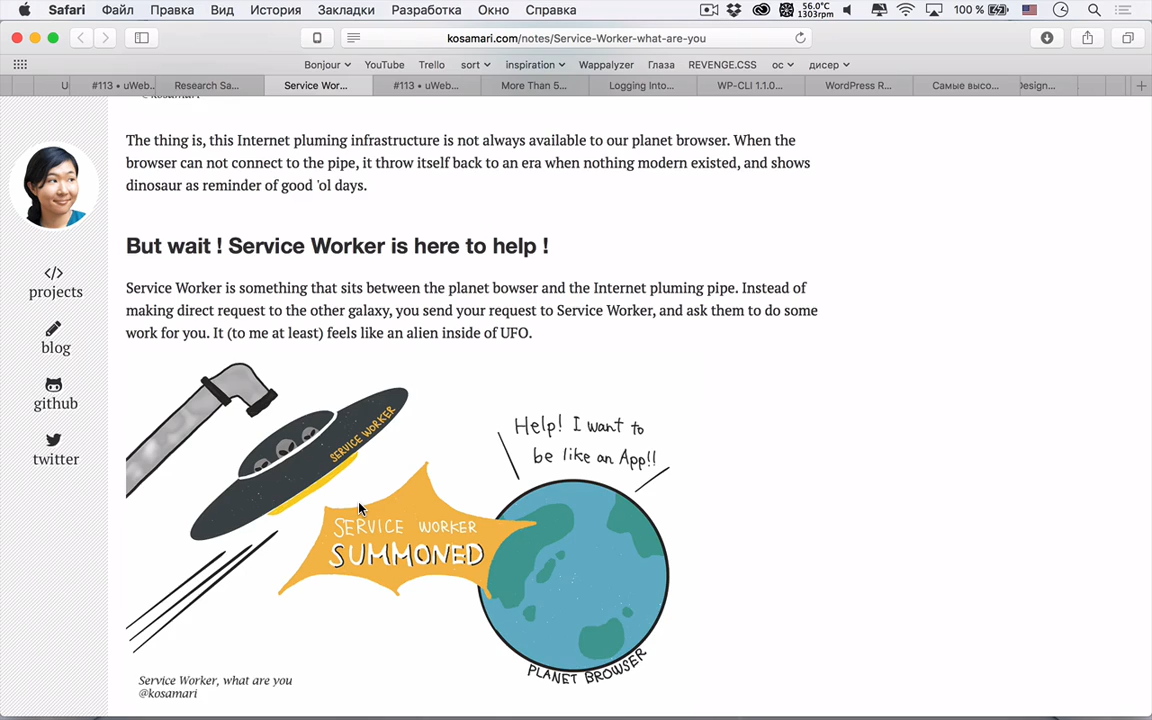 Safari Файл Правка Вид История Закладки Разработка Окно Справка 56.0°C 1303rpm 100 %
kosamari.com/notes/Service-Worker-what-are-you
Bonjour YouTube Trello sort inspiration Wappalyzer Глаза REVENGE.CSS ос дисер
U #113 • uWeb... Research Sa... Service Wor... #113 • uWeb... More Than 5... Logging Into... WP-CLI 1.1.0... WordPress R... Самые высо... Design...
@kosamari
The thing is, this Internet pluming infrastructure is not always available to our planet browser. When the
browser can not connect to the pipe, it throw itself back to an era when nothing modern existed, and shows
dinosaur as reminder of good 'ol days.
But wait ! Service Worker is here to help !
Service Worker is something that sits between the planet bowser and the Internet pluming pipe. Instead of
making direct request to the other galaxy, you send your request to Service Worker, and ask them to do some
work for you. It (to me at least) feels like an alien inside of UFO.
</> projects
blog
github
twitter
SERVICE WORKER
Help! I want to
be like an App!!
SERVICE WORKER
SUMMONED
PLANET BROWSER
Service Worker, what are you
@kosamari